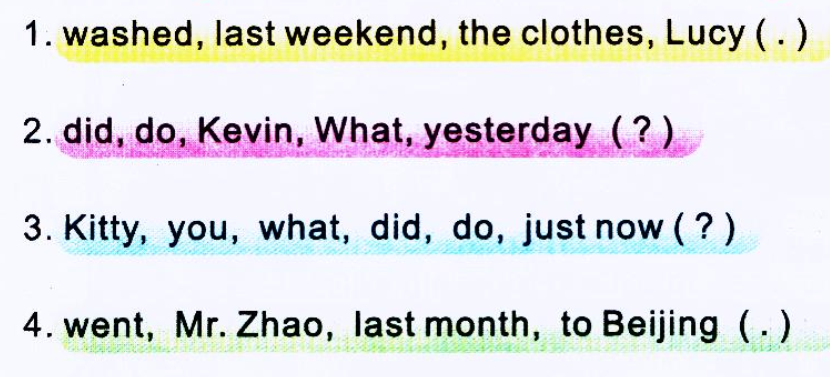 1. washed, last weekend, the clothes, Lucy ( . )
2. did, do, Kevin, What, yesterday ( ? )
3. Kitty, you, what, did, do, just now ( ? )
4. went, Mr. Zhao, last month, to Beijing ( . )